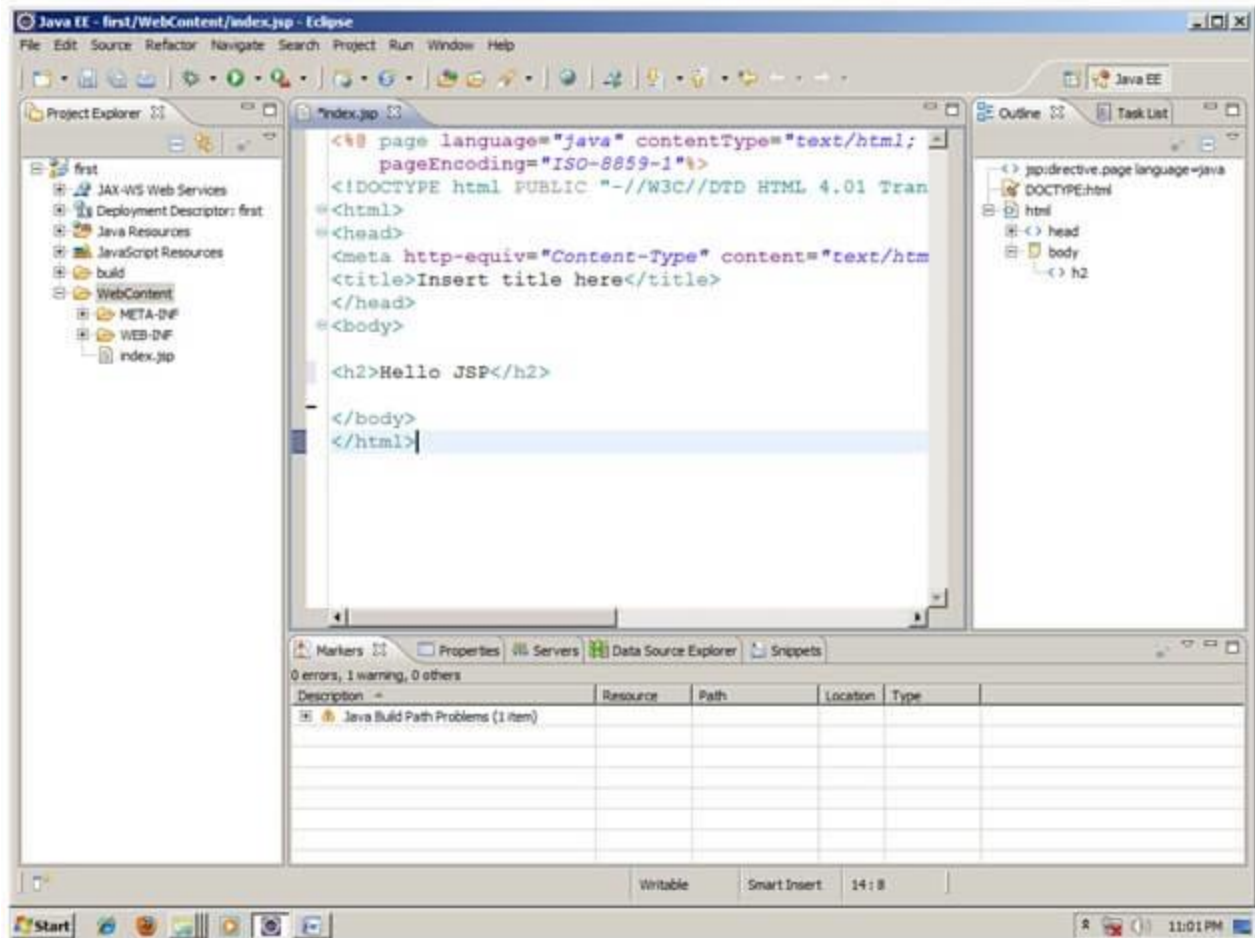 Java EE - first/WebContent/index.jsp - Eclipse
File Edit Source Refactor Navigate Search Project Run Window Help
Java EE
Project Explorer
first
JAX-WS Web Services
Deployment Descriptor: first
Java Resources
JavaScript Resources
build
WebContent
META-INF
WEB-INF
index.jsp
*index.jsp
<%@ page language="java" contentType="text/html;
pageEncoding="ISO-8859-1"%>
<!DOCTYPE html PUBLIC "-//W3C//DTD HTML 4.01 Tran
<html>
<head>
<meta http-equiv="Content-Type" content="text/htm
<title>Insert title here</title>
</head>
<body>
<h2>Hello JSP</h2>
</body>
</html>
Outline Task List
jsp:directive.page language=java
DOCTYPE:html
html
head
body
h2
Markers Properties Servers Data Source Explorer Snippets
0 errors, 1 warning, 0 others
Description Resource Path Location Type
Java Build Path Problems (1 item)
Writable Smart Insert 14 : 8
Start 11:01 PM